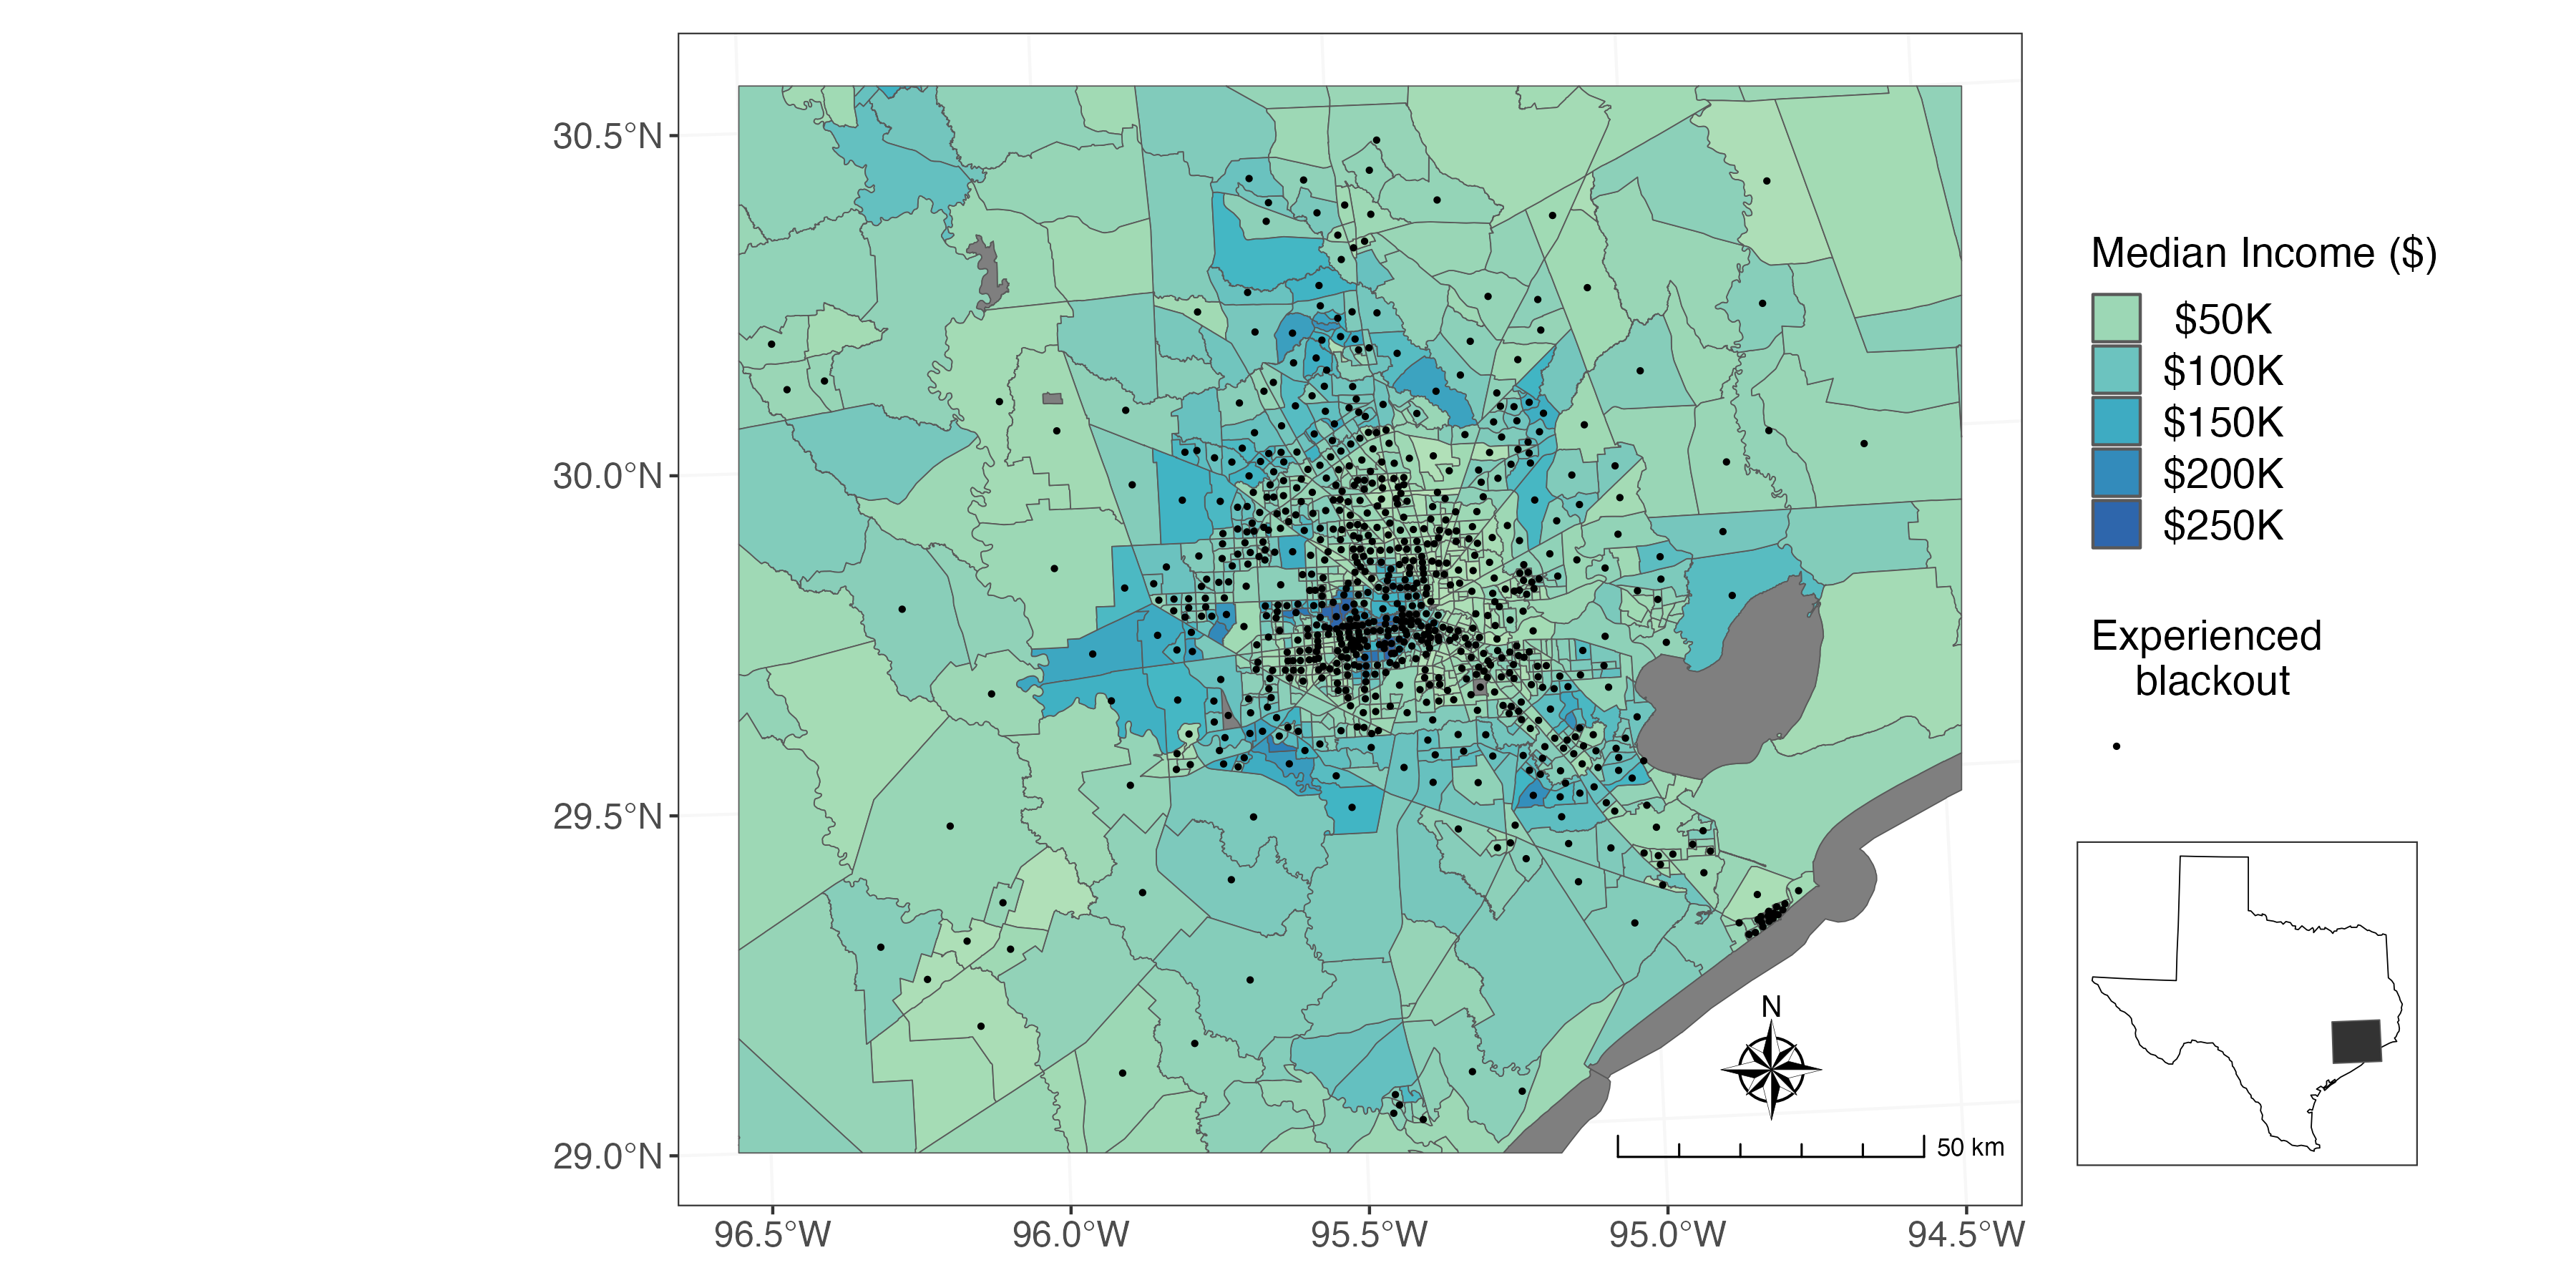 30.5°N
30.0°N
29.5°N
29.0°N
96.5°W
96.0°W
95.5°W
95.0°W
94.5°W
N
50 km
Median Income ($)
$50K
$100K
$150K
$200K
$250K
Experienced
blackout